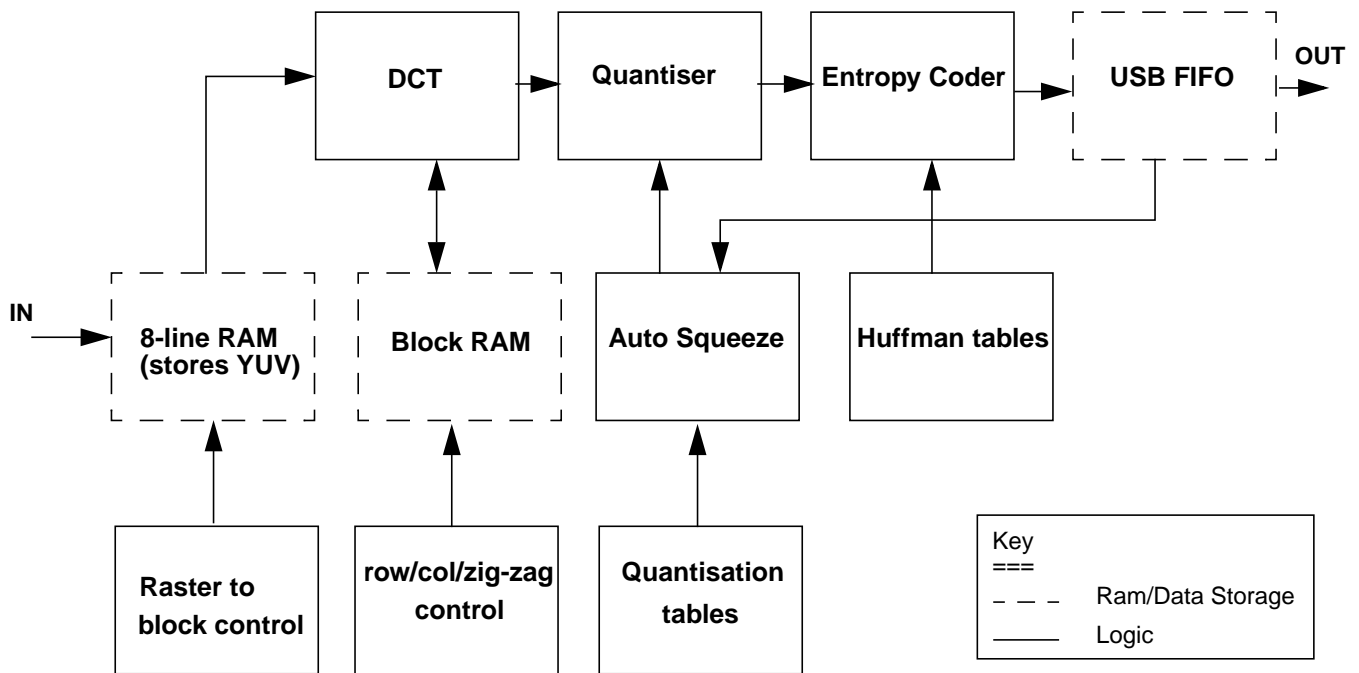 DCT
Quantiser
Entropy Coder
USB FIFO
OUT
IN
8-line RAM
(stores YUV)
Block RAM
Auto Squeeze
Huffman tables
Raster to
block control
row/col/zig-zag
control
Quantisation
tables
Key
===
Ram/Data Storage
Logic